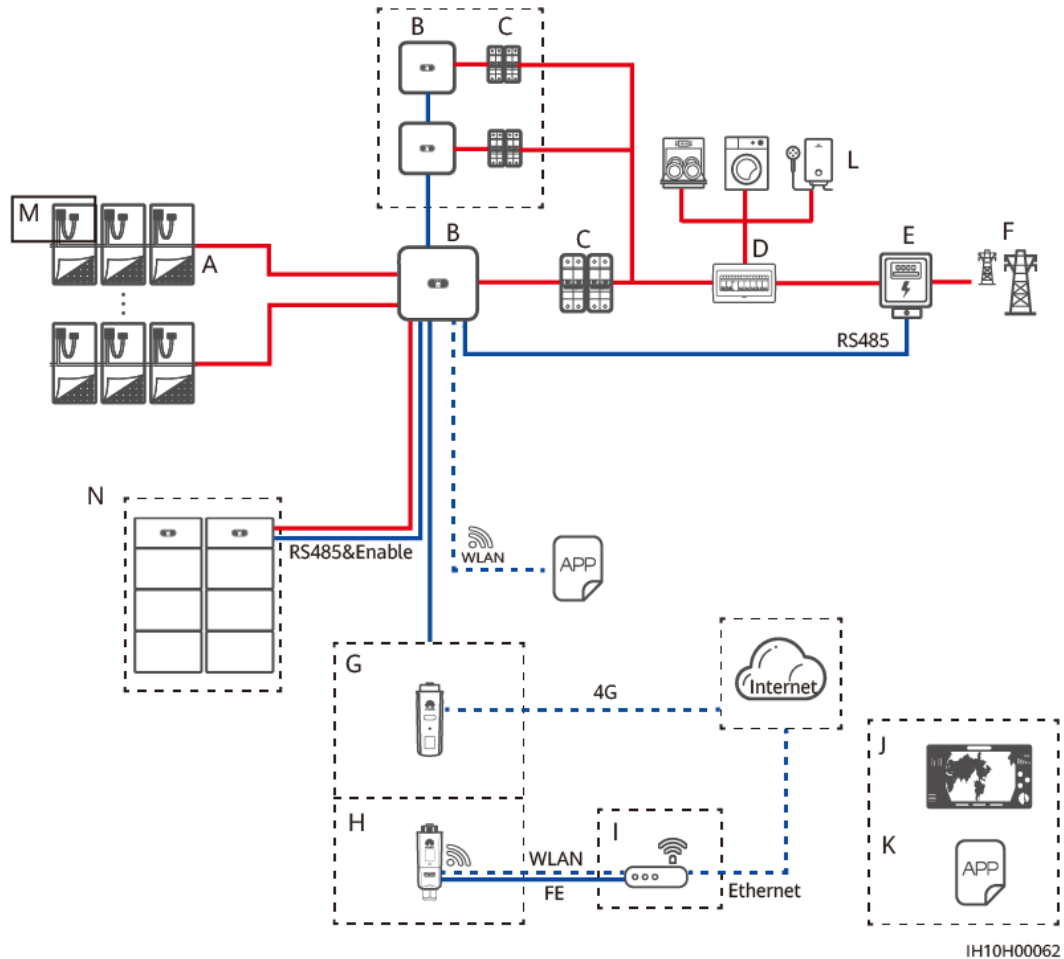 B C
L
M
B
C
D
E
F
A
RS485
N
RS485&Enable
WLAN
APP
G
4G
Internet
J
H
I
WLAN
FE
Ethernet
K
APP
IH10H00062